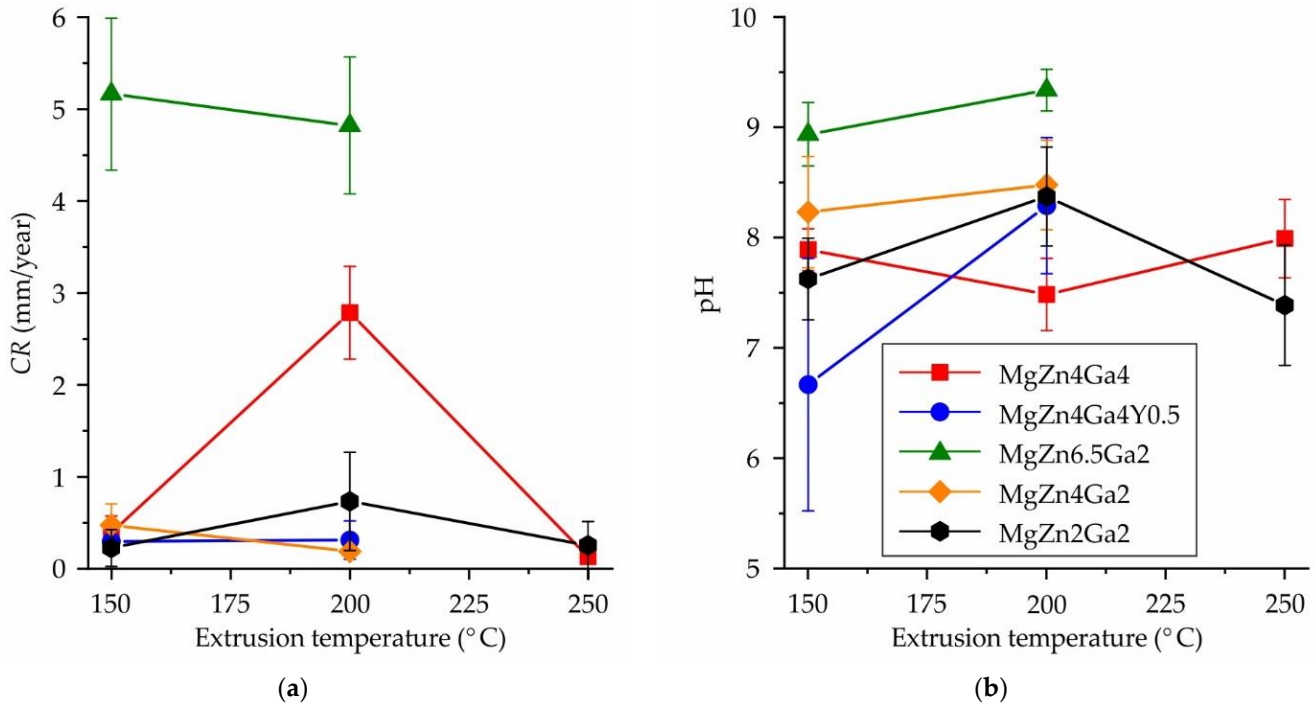 6
5
4
3
2
1
0
CR (mm/year)
150
175
200
225
250
Extrusion temperature (°C)
(a)
10
9
8
7
6
5
pH
MgZn4Ga4
MgZn4Ga4Y0.5
MgZn6.5Ga2
MgZn4Ga2
MgZn2Ga2
150
175
200
225
250
Extrusion temperature (°C)
(b)